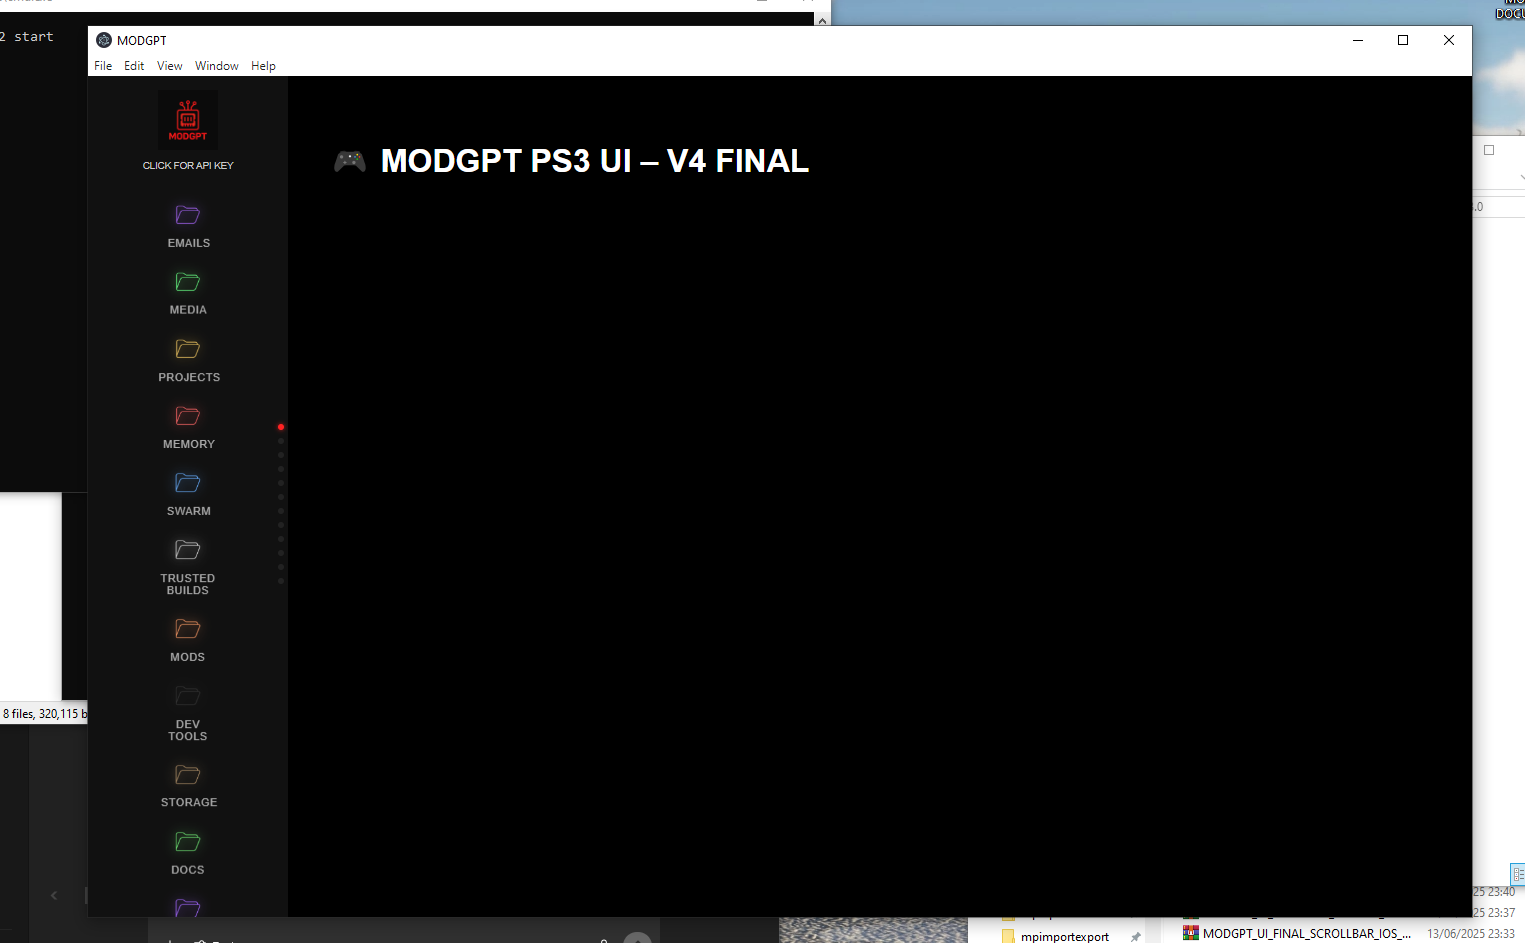 2 start
DOCU
MODGPT
File Edit View Window Help
MODGPT
CLICK FOR API KEY
🎮 MODGPT PS3 UI – V4 FINAL
EMAILS
MEDIA
PROJECTS
MEMORY
SWARM
TRUSTED
BUILDS
MODS
DEV
TOOLS
STORAGE
DOCS
8 files, 320,115 b
.0
25 23:40
25 23:37
mpimportexport
MODGPT_UI_FINAL_SCROLLBAR_IOS_...
13/06/2025 23:33